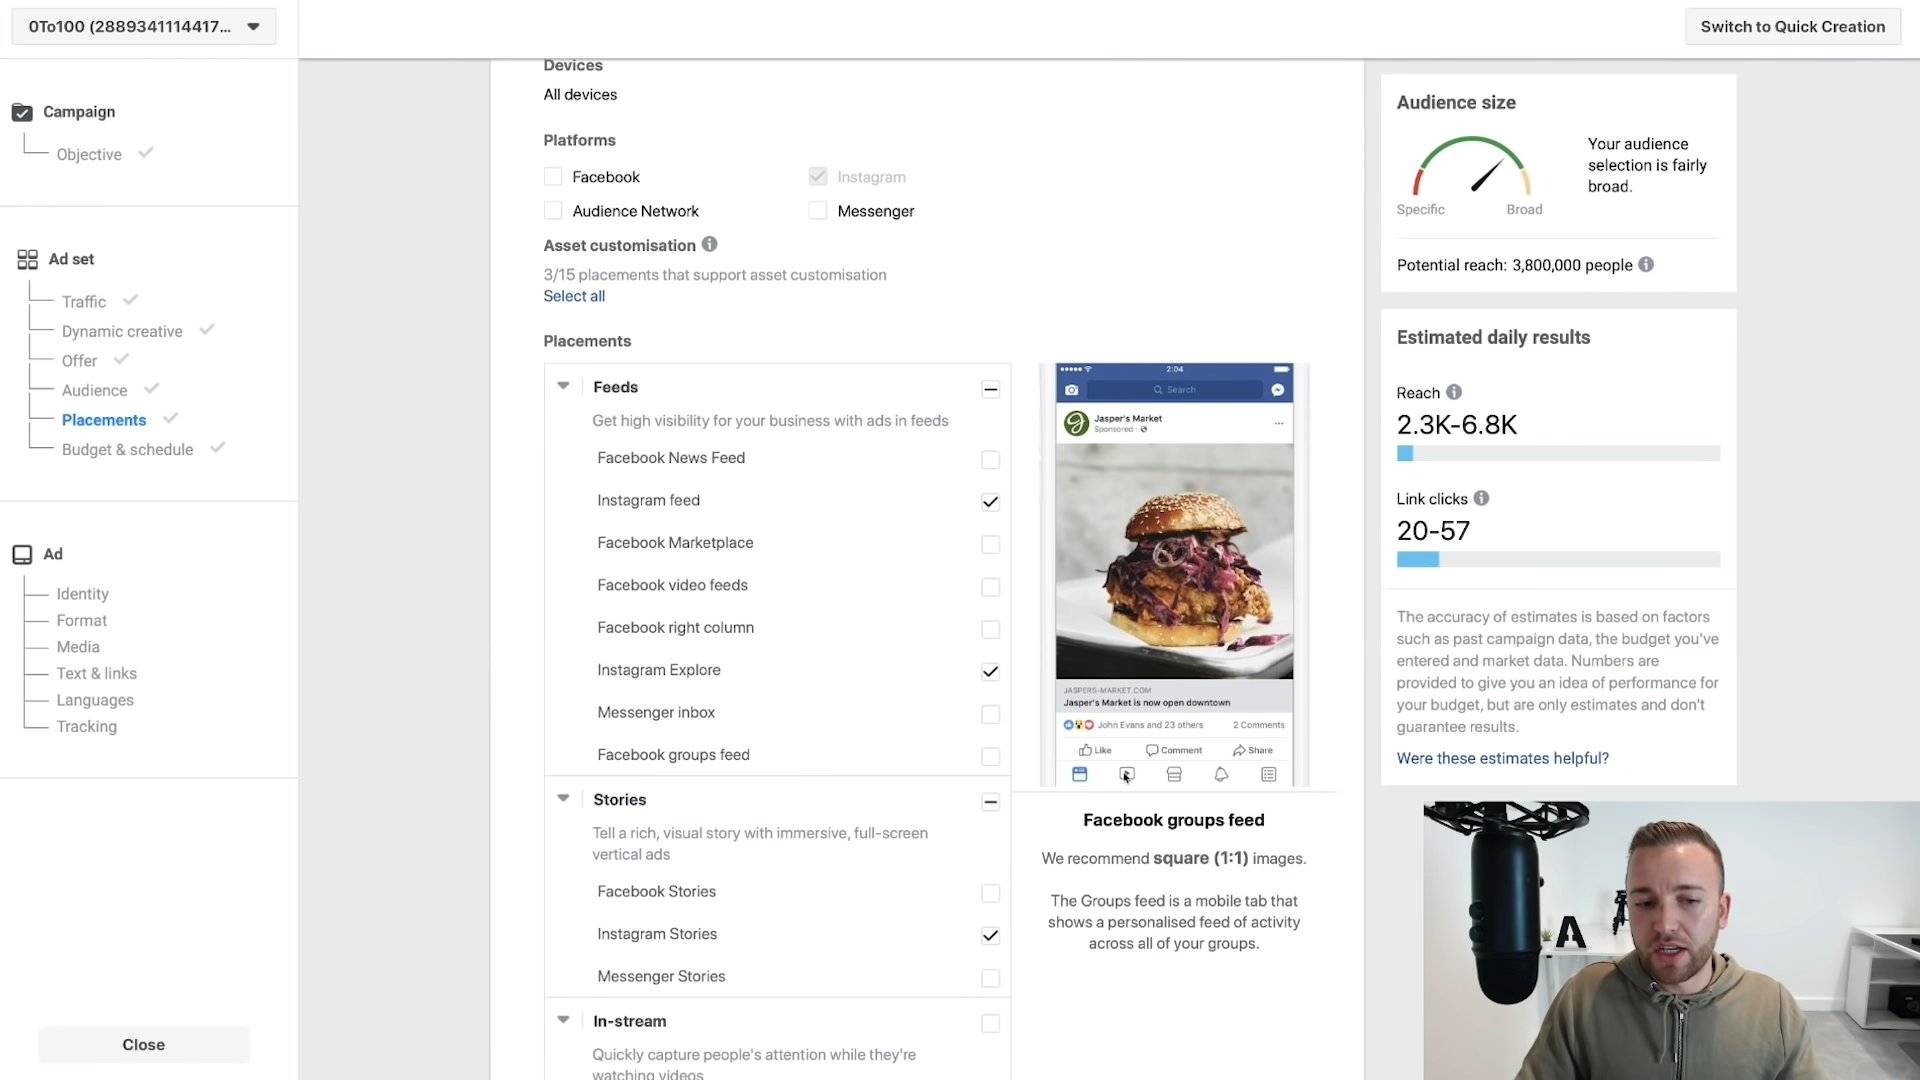 0To100 (2889341114417...
Switch to Quick Creation
Campaign
Objective
Ad set
Traffic
Dynamic creative
Offer
Audience
Placements
Budget & schedule
Ad
Identity
Format
Media
Text & links
Languages
Tracking
Close
Devices
All devices
Platforms
Facebook
Instagram
Audience Network
Messenger
Asset customisation
3/15 placements that support asset customisation
Select all
Placements
Feeds
Get high visibility for your business with ads in feeds
Facebook News Feed
Instagram feed
Facebook Marketplace
Facebook video feeds
Facebook right column
Instagram Explore
Messenger inbox
Facebook groups feed
Stories
Tell a rich, visual story with immersive, full-screen
vertical ads
Facebook Stories
Instagram Stories
Messenger Stories
In-stream
Quickly capture people's attention while they're
watching videos
2:04
Search
Jasper's Market
Sponsored ·
JASPERS-MARKET.COM
Jasper's Market is now open downtown
John Evans and 23 others
2 Comments
Like
Comment
Share
Facebook groups feed
We recommend square (1:1) images.
The Groups feed is a mobile tab that
shows a personalised feed of activity
across all of your groups.
Audience size
Specific
Broad
Your audience
selection is fairly
broad.
Potential reach: 3,800,000 people
Estimated daily results
Reach
2.3K-6.8K
Link clicks
20-57
The accuracy of estimates is based on factors
such as past campaign data, the budget you've
entered and market data. Numbers are
provided to give you an idea of performance for
your budget, but are only estimates and don't
guarantee results.
Were these estimates helpful?
A